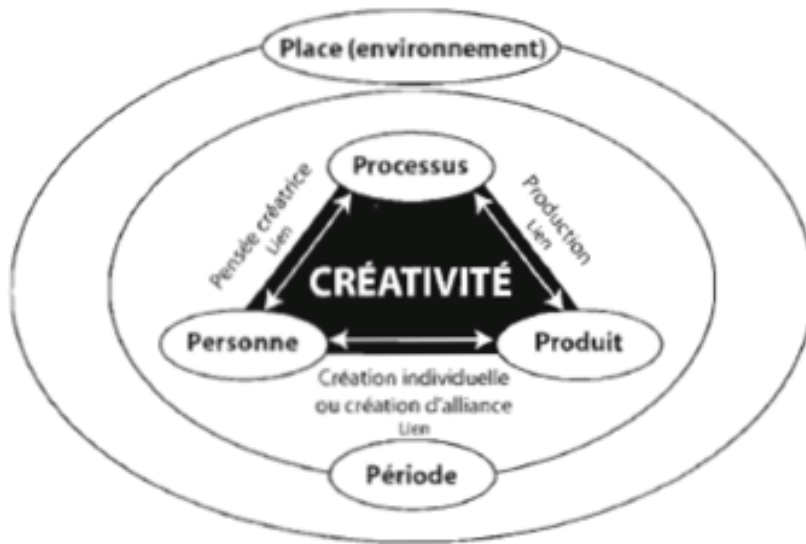 Place (environnement)
Processus
Pensée créatrice
Lien
Production
Lien
CRÉATIVITÉ
Personne
Produit
Création individuelle
ou création d'alliance
Lien
Période